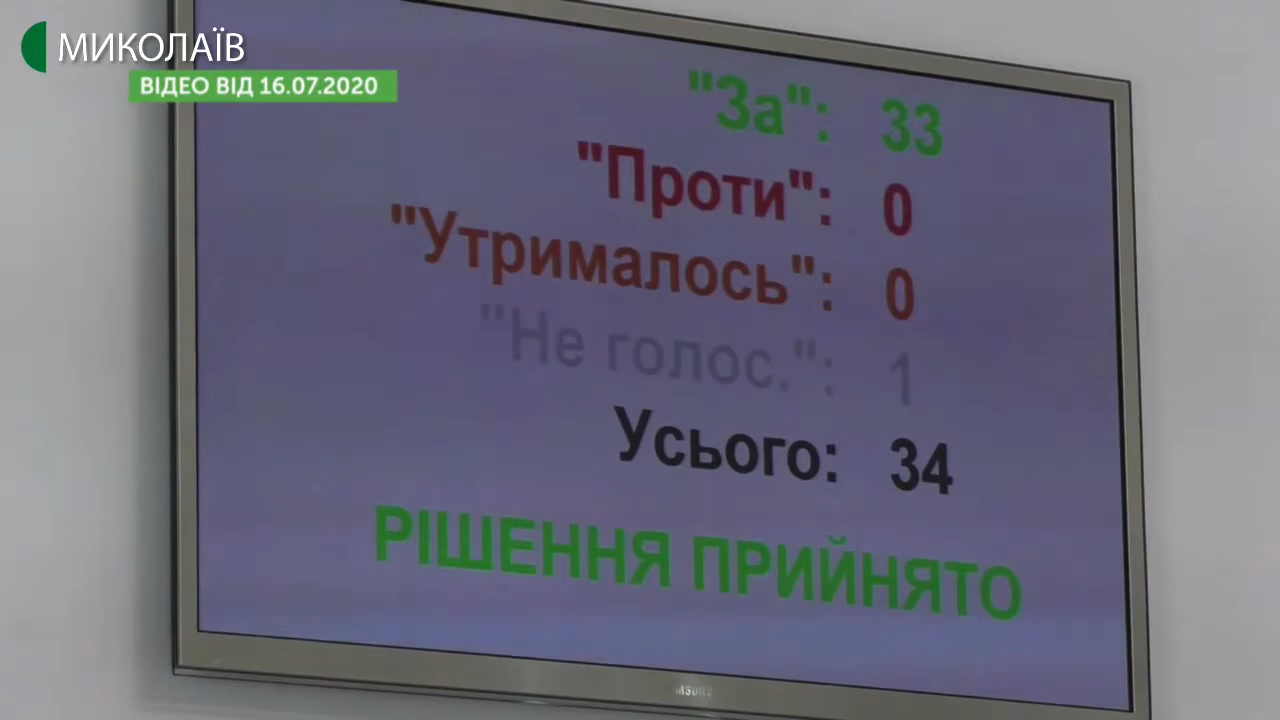 МИКОЛАЇВ
ВІДЕО ВІД 16.07.2020
"За": 33
"Проти": 0
"Утрималось": 0
"Не голос.": 1
Усього: 34
РІШЕННЯ ПРИЙНЯТО